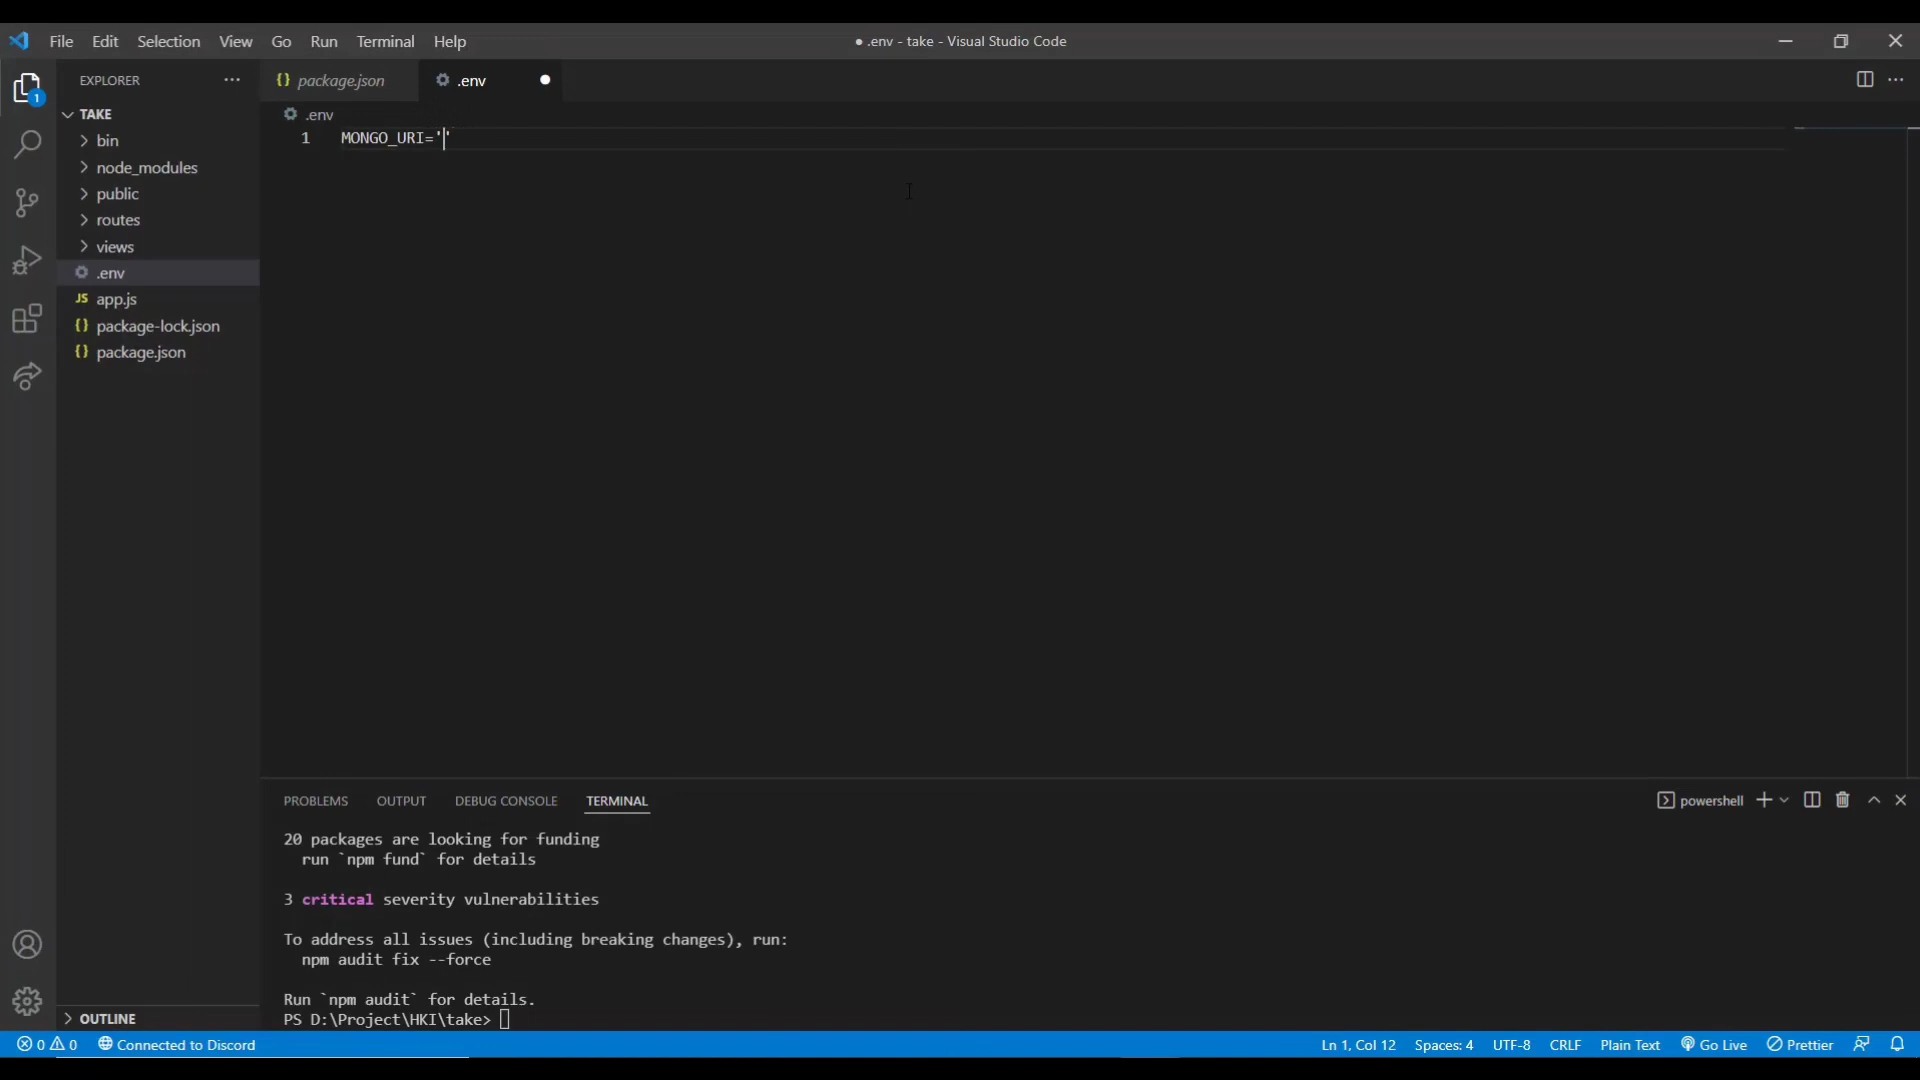 File Edit Selection View Go Run Terminal Help
● .env - take - Visual Studio Code
EXPLORER
{} package.json
.env
1
TAKE
.env
bin
1 MONGO_URI=''
node_modules
public
routes
views
.env
JS app.js
{} package-lock.json
{} package.json
PROBLEMS OUTPUT DEBUG CONSOLE TERMINAL
powershell
20 packages are looking for funding
run `npm fund` for details
3 critical severity vulnerabilities
To address all issues (including breaking changes), run:
npm audit fix --force
Run `npm audit` for details.
PS D:\Project\HKI\take>
OUTLINE
0 0 Connected to Discord
Ln 1, Col 12 Spaces: 4 UTF-8 CRLF Plain Text Go Live Prettier